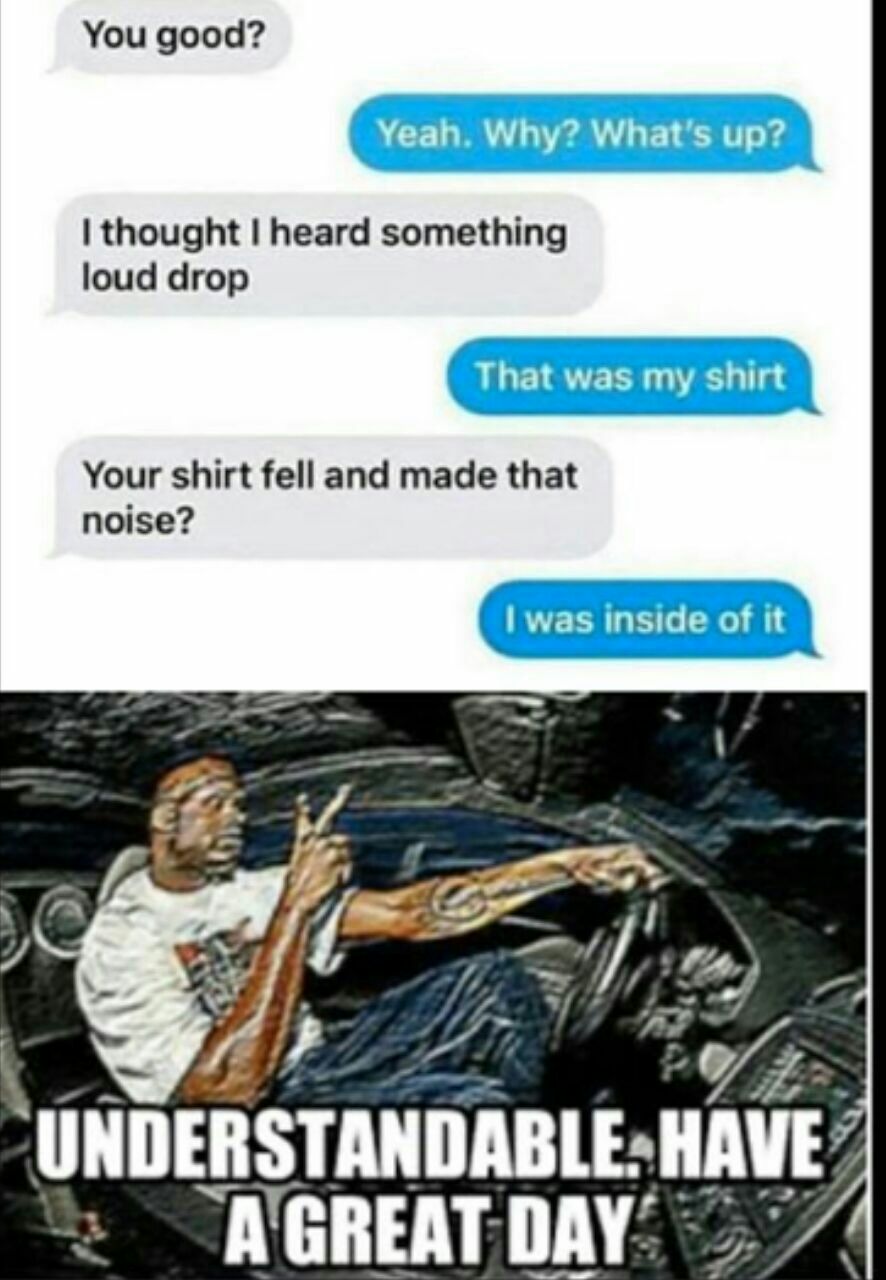 You good?
Yeah. Why? What's up?
I thought I heard something
loud drop
That was my shirt
Your shirt fell and made that
noise?
I was inside of it
UNDERSTANDABLE. HAVE
A GREAT DAY